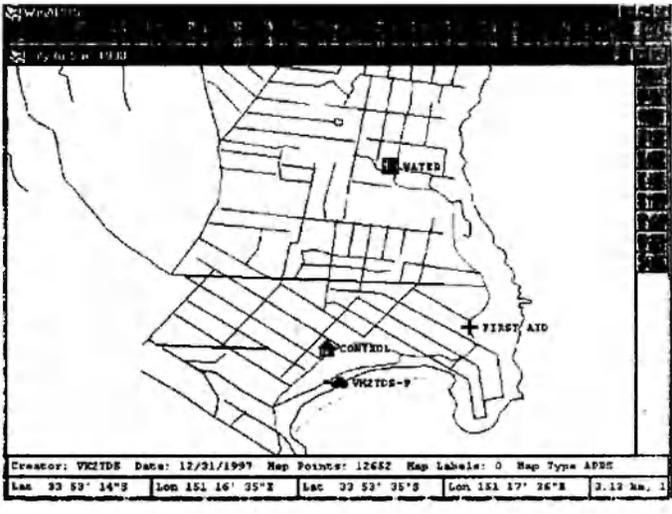 WinAPRS
WATER
FIRST AID
CONTROL
VK2TDS-9
Creator: VK2TDS Date: 12/31/1997 Map Points: 12652 Map Labels: 0 Map Type APRS
Lat 33 53' 14"S Lon 151 16' 35"E Lat 33 53' 35"S Lon 151 17' 26"E 3.12 km, 1